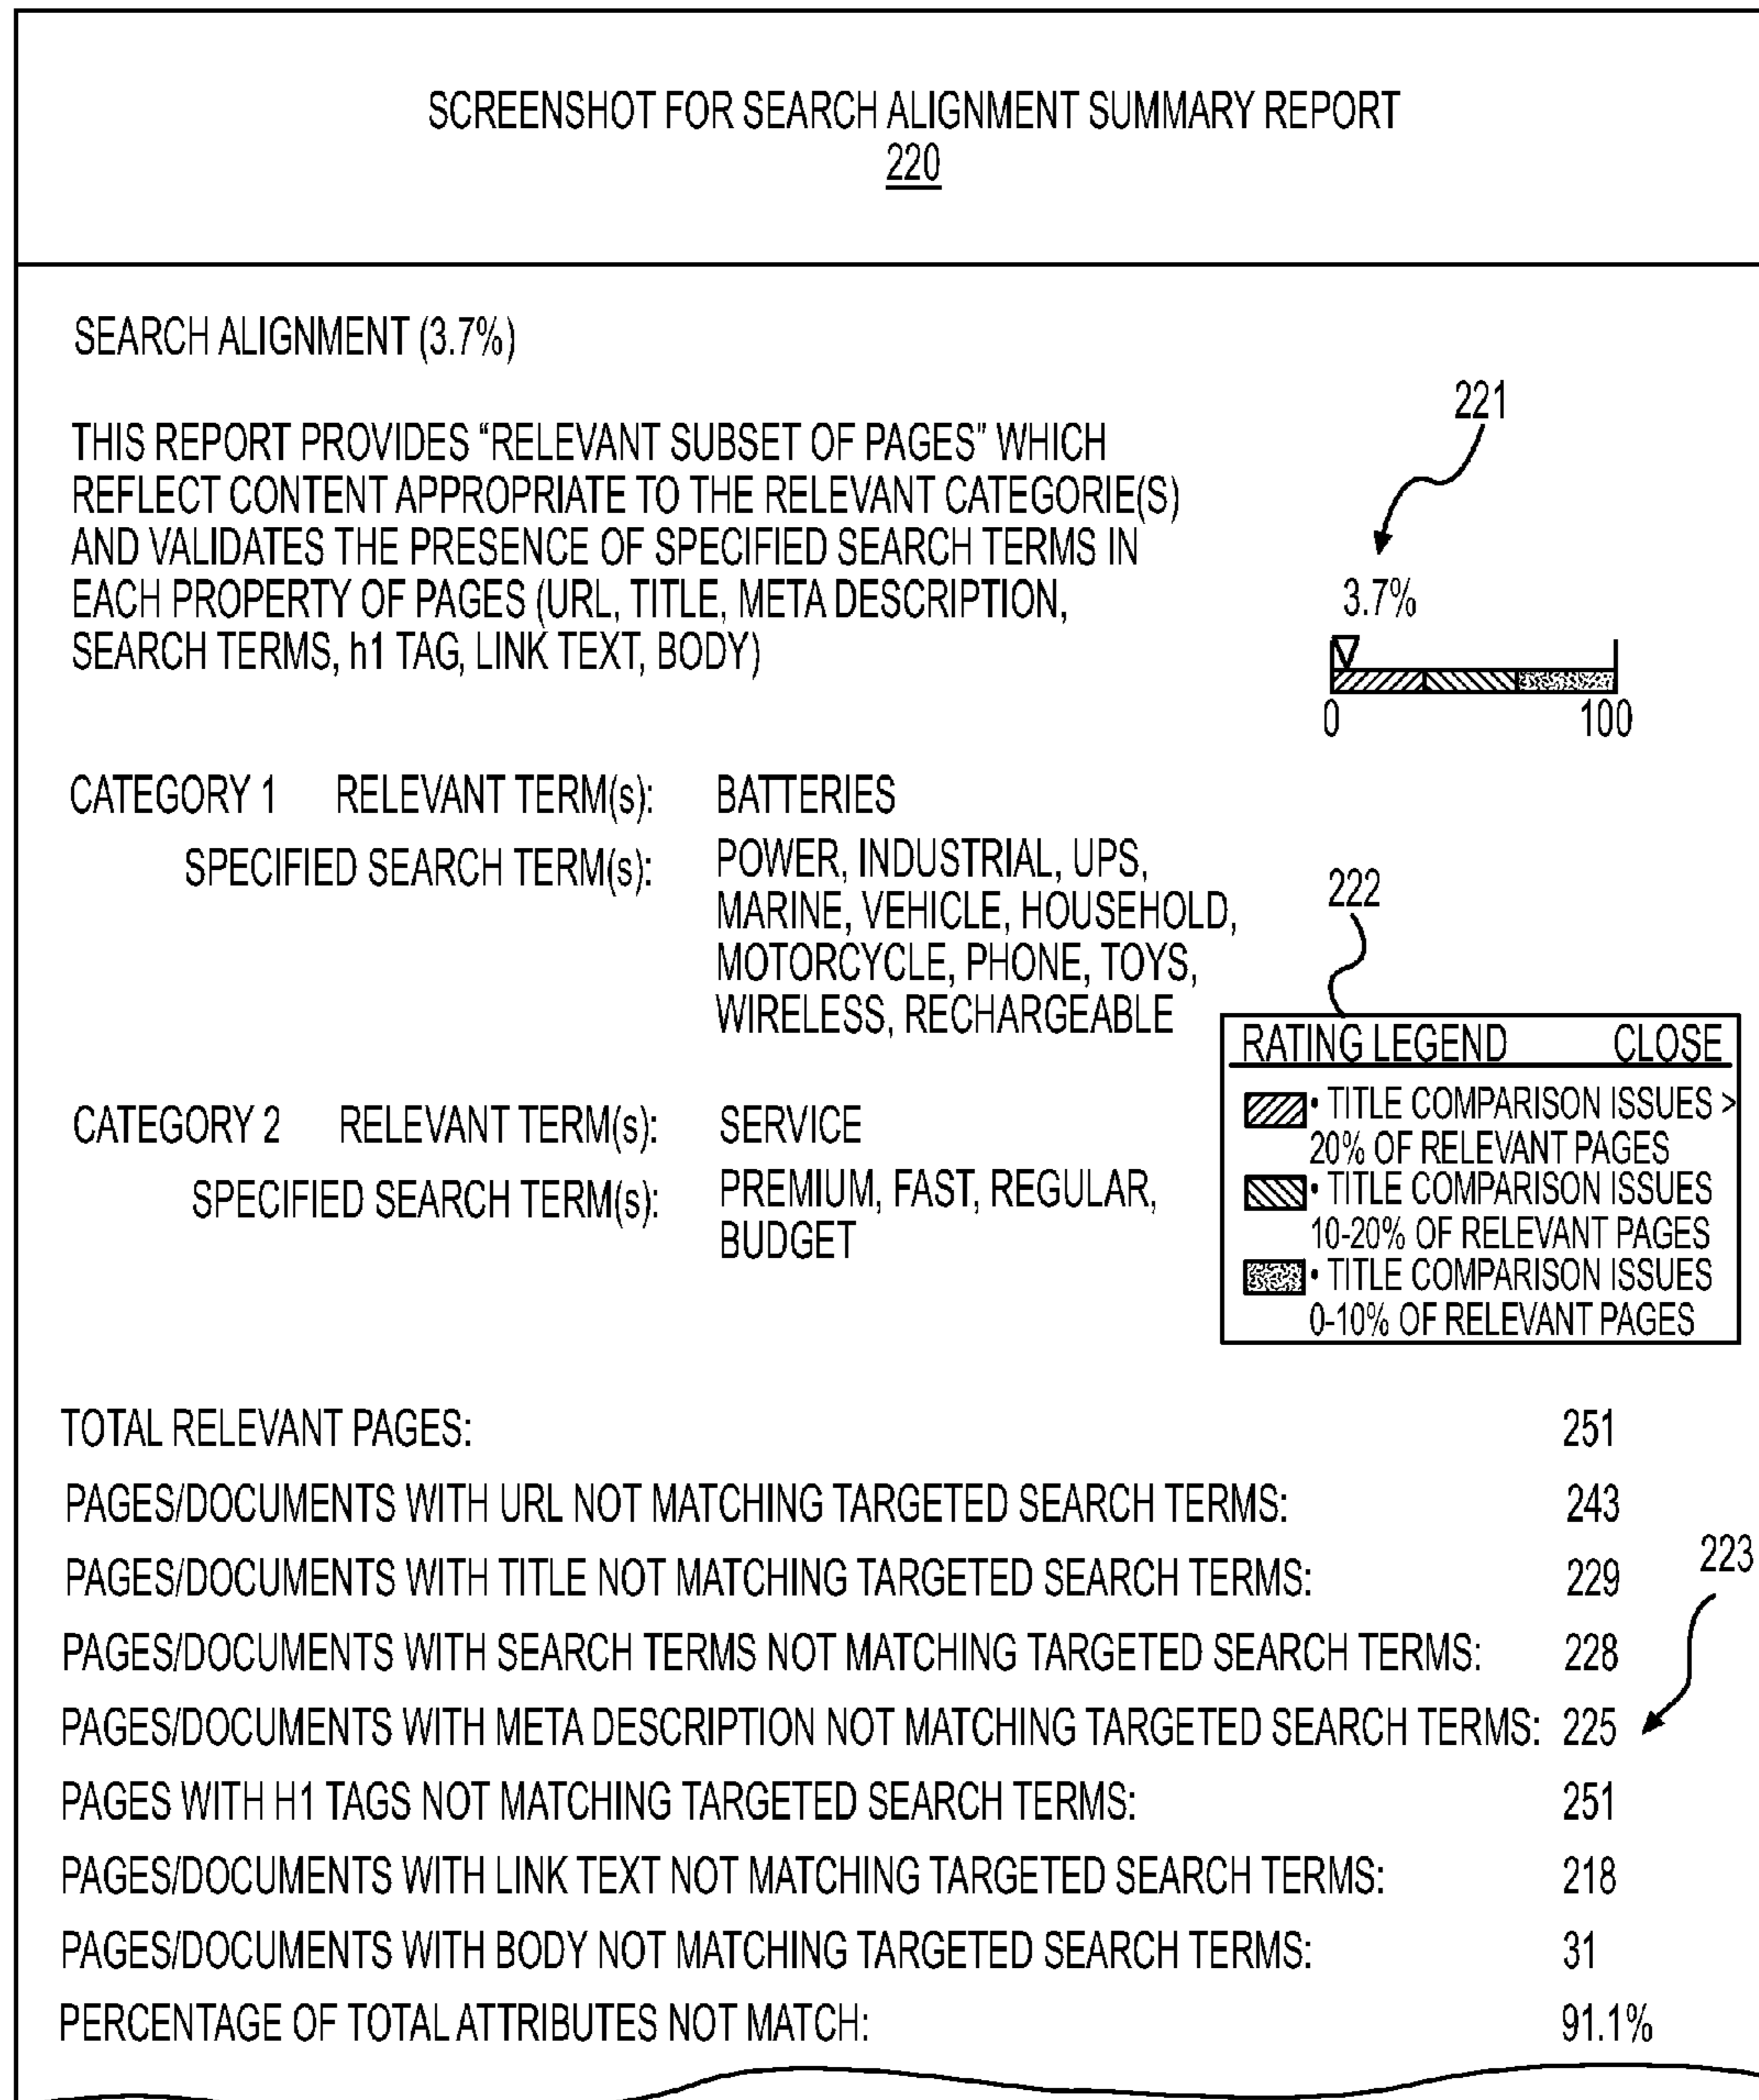 SCREENSHOT FOR SEARCH ALIGNMENT SUMMARY REPORT
220
SEARCH ALIGNMENT (3.7%)
THIS REPORT PROVIDES “RELEVANT SUBSET OF PAGES” WHICH
REFLECT CONTENT APPROPRIATE TO THE RELEVANT CATEGORIE(S)
AND VALIDATES THE PRESENCE OF SPECIFIED SEARCH TERMS IN
EACH PROPERTY OF PAGES (URL, TITLE, META DESCRIPTION,
SEARCH TERMS, h1 TAG, LINK TEXT, BODY)
221
3.7%
0 100
CATEGORY 1 RELEVANT TERM(s): BATTERIES
SPECIFIED SEARCH TERM(s): POWER, INDUSTRIAL, UPS,
MARINE, VEHICLE, HOUSEHOLD,
MOTORCYCLE, PHONE, TOYS,
WIRELESS, RECHARGEABLE
CATEGORY 2 RELEVANT TERM(s): SERVICE
SPECIFIED SEARCH TERM(s): PREMIUM, FAST, REGULAR,
BUDGET
222
RATING LEGEND CLOSE
• TITLE COMPARISON ISSUES >
20% OF RELEVANT PAGES
• TITLE COMPARISON ISSUES
10-20% OF RELEVANT PAGES
• TITLE COMPARISON ISSUES
0-10% OF RELEVANT PAGES
TOTAL RELEVANT PAGES: 251
PAGES/DOCUMENTS WITH URL NOT MATCHING TARGETED SEARCH TERMS: 243
223
PAGES/DOCUMENTS WITH TITLE NOT MATCHING TARGETED SEARCH TERMS: 229
PAGES/DOCUMENTS WITH SEARCH TERMS NOT MATCHING TARGETED SEARCH TERMS: 228
PAGES/DOCUMENTS WITH META DESCRIPTION NOT MATCHING TARGETED SEARCH TERMS: 225
PAGES WITH H1 TAGS NOT MATCHING TARGETED SEARCH TERMS: 251
PAGES/DOCUMENTS WITH LINK TEXT NOT MATCHING TARGETED SEARCH TERMS: 218
PAGES/DOCUMENTS WITH BODY NOT MATCHING TARGETED SEARCH TERMS: 31
PERCENTAGE OF TOTAL ATTRIBUTES NOT MATCH: 91.1%